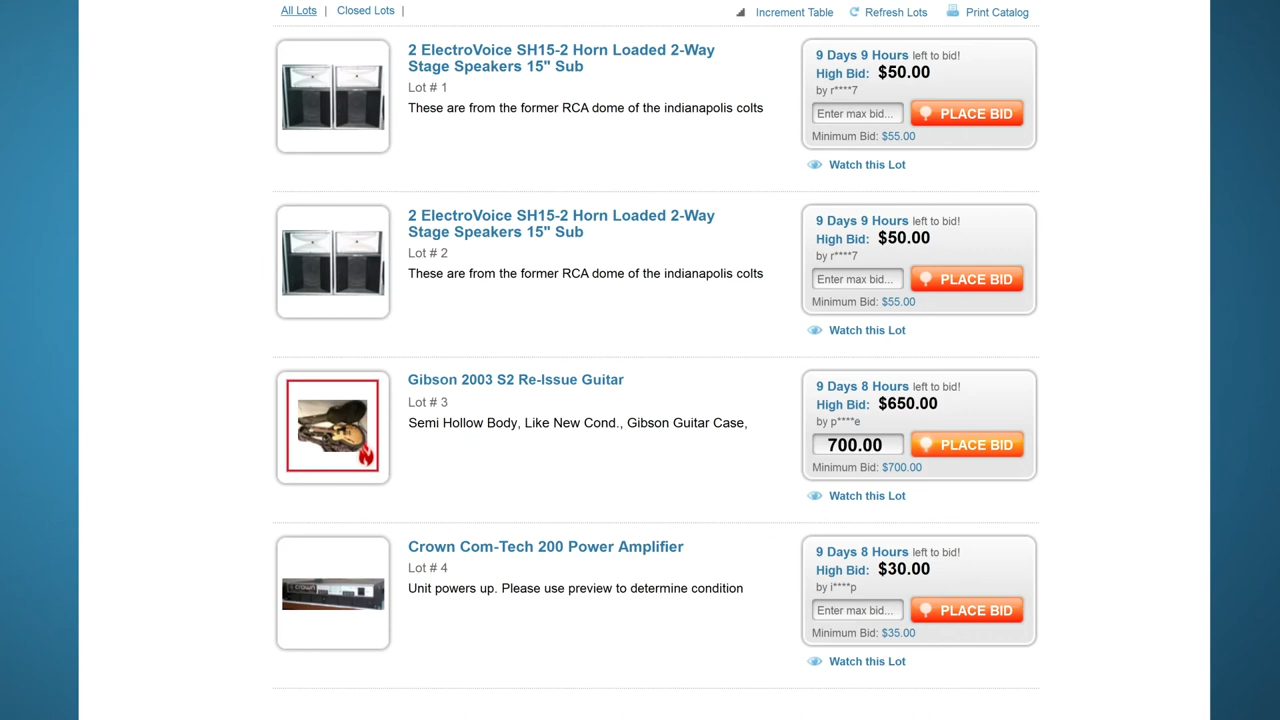 All Lots | Closed Lots |
Increment Table Refresh Lots Print Catalog
2 ElectroVoice SH15-2 Horn Loaded 2-Way
Stage Speakers 15" Sub
Lot # 1
These are from the former RCA dome of the indianapolis colts
9 Days 9 Hours left to bid!
High Bid: $50.00
by r****7
Enter max bid... PLACE BID
Minimum Bid: $55.00
Watch this Lot
2 ElectroVoice SH15-2 Horn Loaded 2-Way
Stage Speakers 15" Sub
Lot # 2
These are from the former RCA dome of the indianapolis colts
9 Days 9 Hours left to bid!
High Bid: $50.00
by r****7
Enter max bid... PLACE BID
Minimum Bid: $55.00
Watch this Lot
Gibson 2003 S2 Re-Issue Guitar
Lot # 3
Semi Hollow Body, Like New Cond., Gibson Guitar Case,
9 Days 8 Hours left to bid!
High Bid: $650.00
by p****e
700.00 PLACE BID
Minimum Bid: $700.00
Watch this Lot
Crown Com-Tech 200 Power Amplifier
Lot # 4
Unit powers up. Please use preview to determine condition
crown
9 Days 8 Hours left to bid!
High Bid: $30.00
by i****p
Enter max bid... PLACE BID
Minimum Bid: $35.00
Watch this Lot